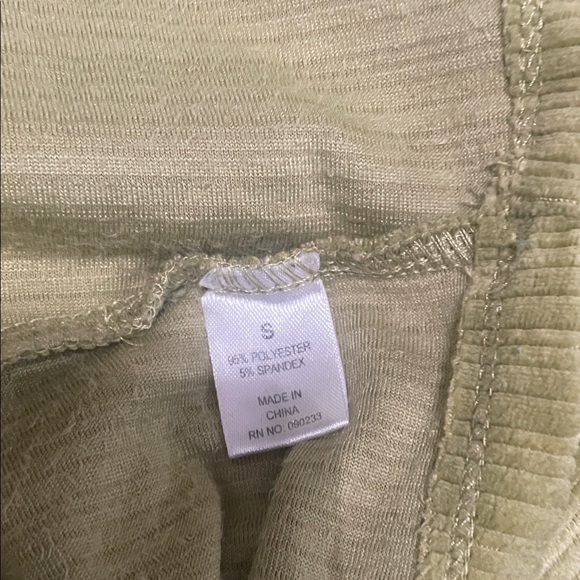 S
95% POLYESTER
5% SPANDEX
MADE IN
CHINA
RN NO. 090233